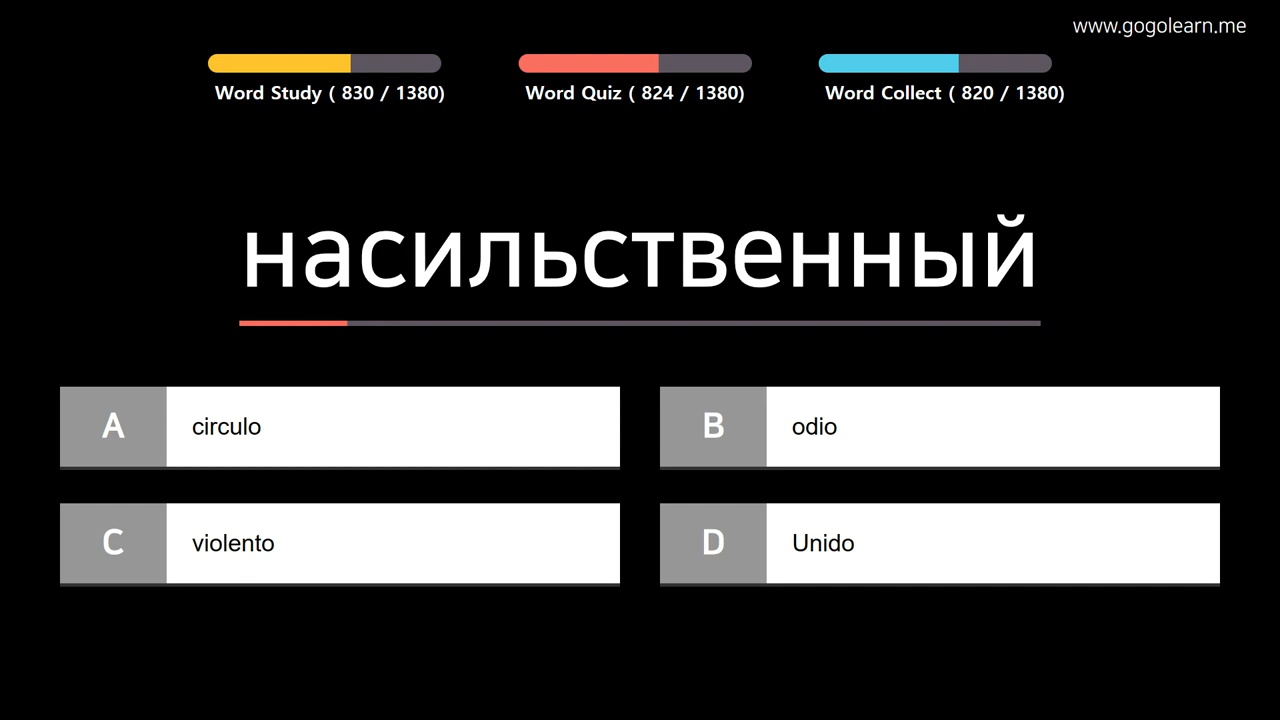 www.gogolearn.me
Word Study ( 830 / 1380)
Word Quiz ( 824 / 1380)
Word Collect ( 820 / 1380)
насильственный
A circulo
B odio
C violento
D Unido